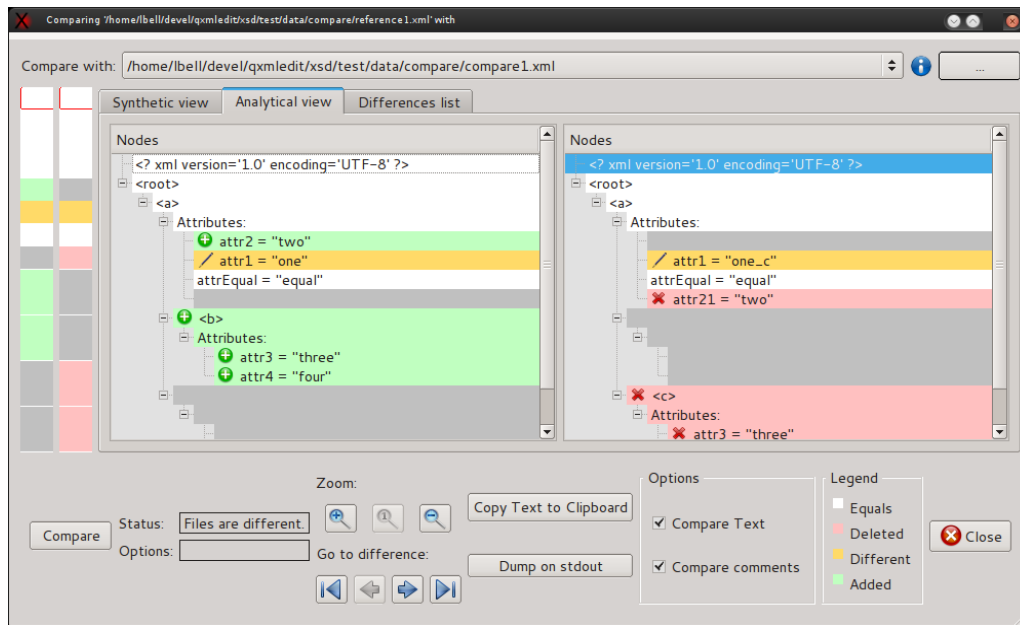 Comparing '/home/lbell/devel/qxmledit/xsd/test/data/compare/reference1.xml' with
Compare with: /home/lbell/devel/qxmledit/xsd/test/data/compare/compare1.xml
...
Synthetic view
Analytical view
Differences list
Nodes
<? xml version='1.0' encoding='UTF-8' ?>
<root>
<a>
Attributes:
attr2 = "two"
attr1 = "one"
attrEqual = "equal"
<b>
Attributes:
attr3 = "three"
attr4 = "four"
Nodes
<? xml version='1.0' encoding='UTF-8' ?>
<root>
<a>
Attributes:
attr1 = "one_c"
attrEqual = "equal"
attr21 = "two"
<c>
Attributes:
attr3 = "three"
Compare
Status: Files are different.
Options:
Zoom:
Go to difference:
Copy Text to Clipboard
Dump on stdout
Options
Compare Text
Compare comments
Legend
Equals
Deleted
Different
Added
Close